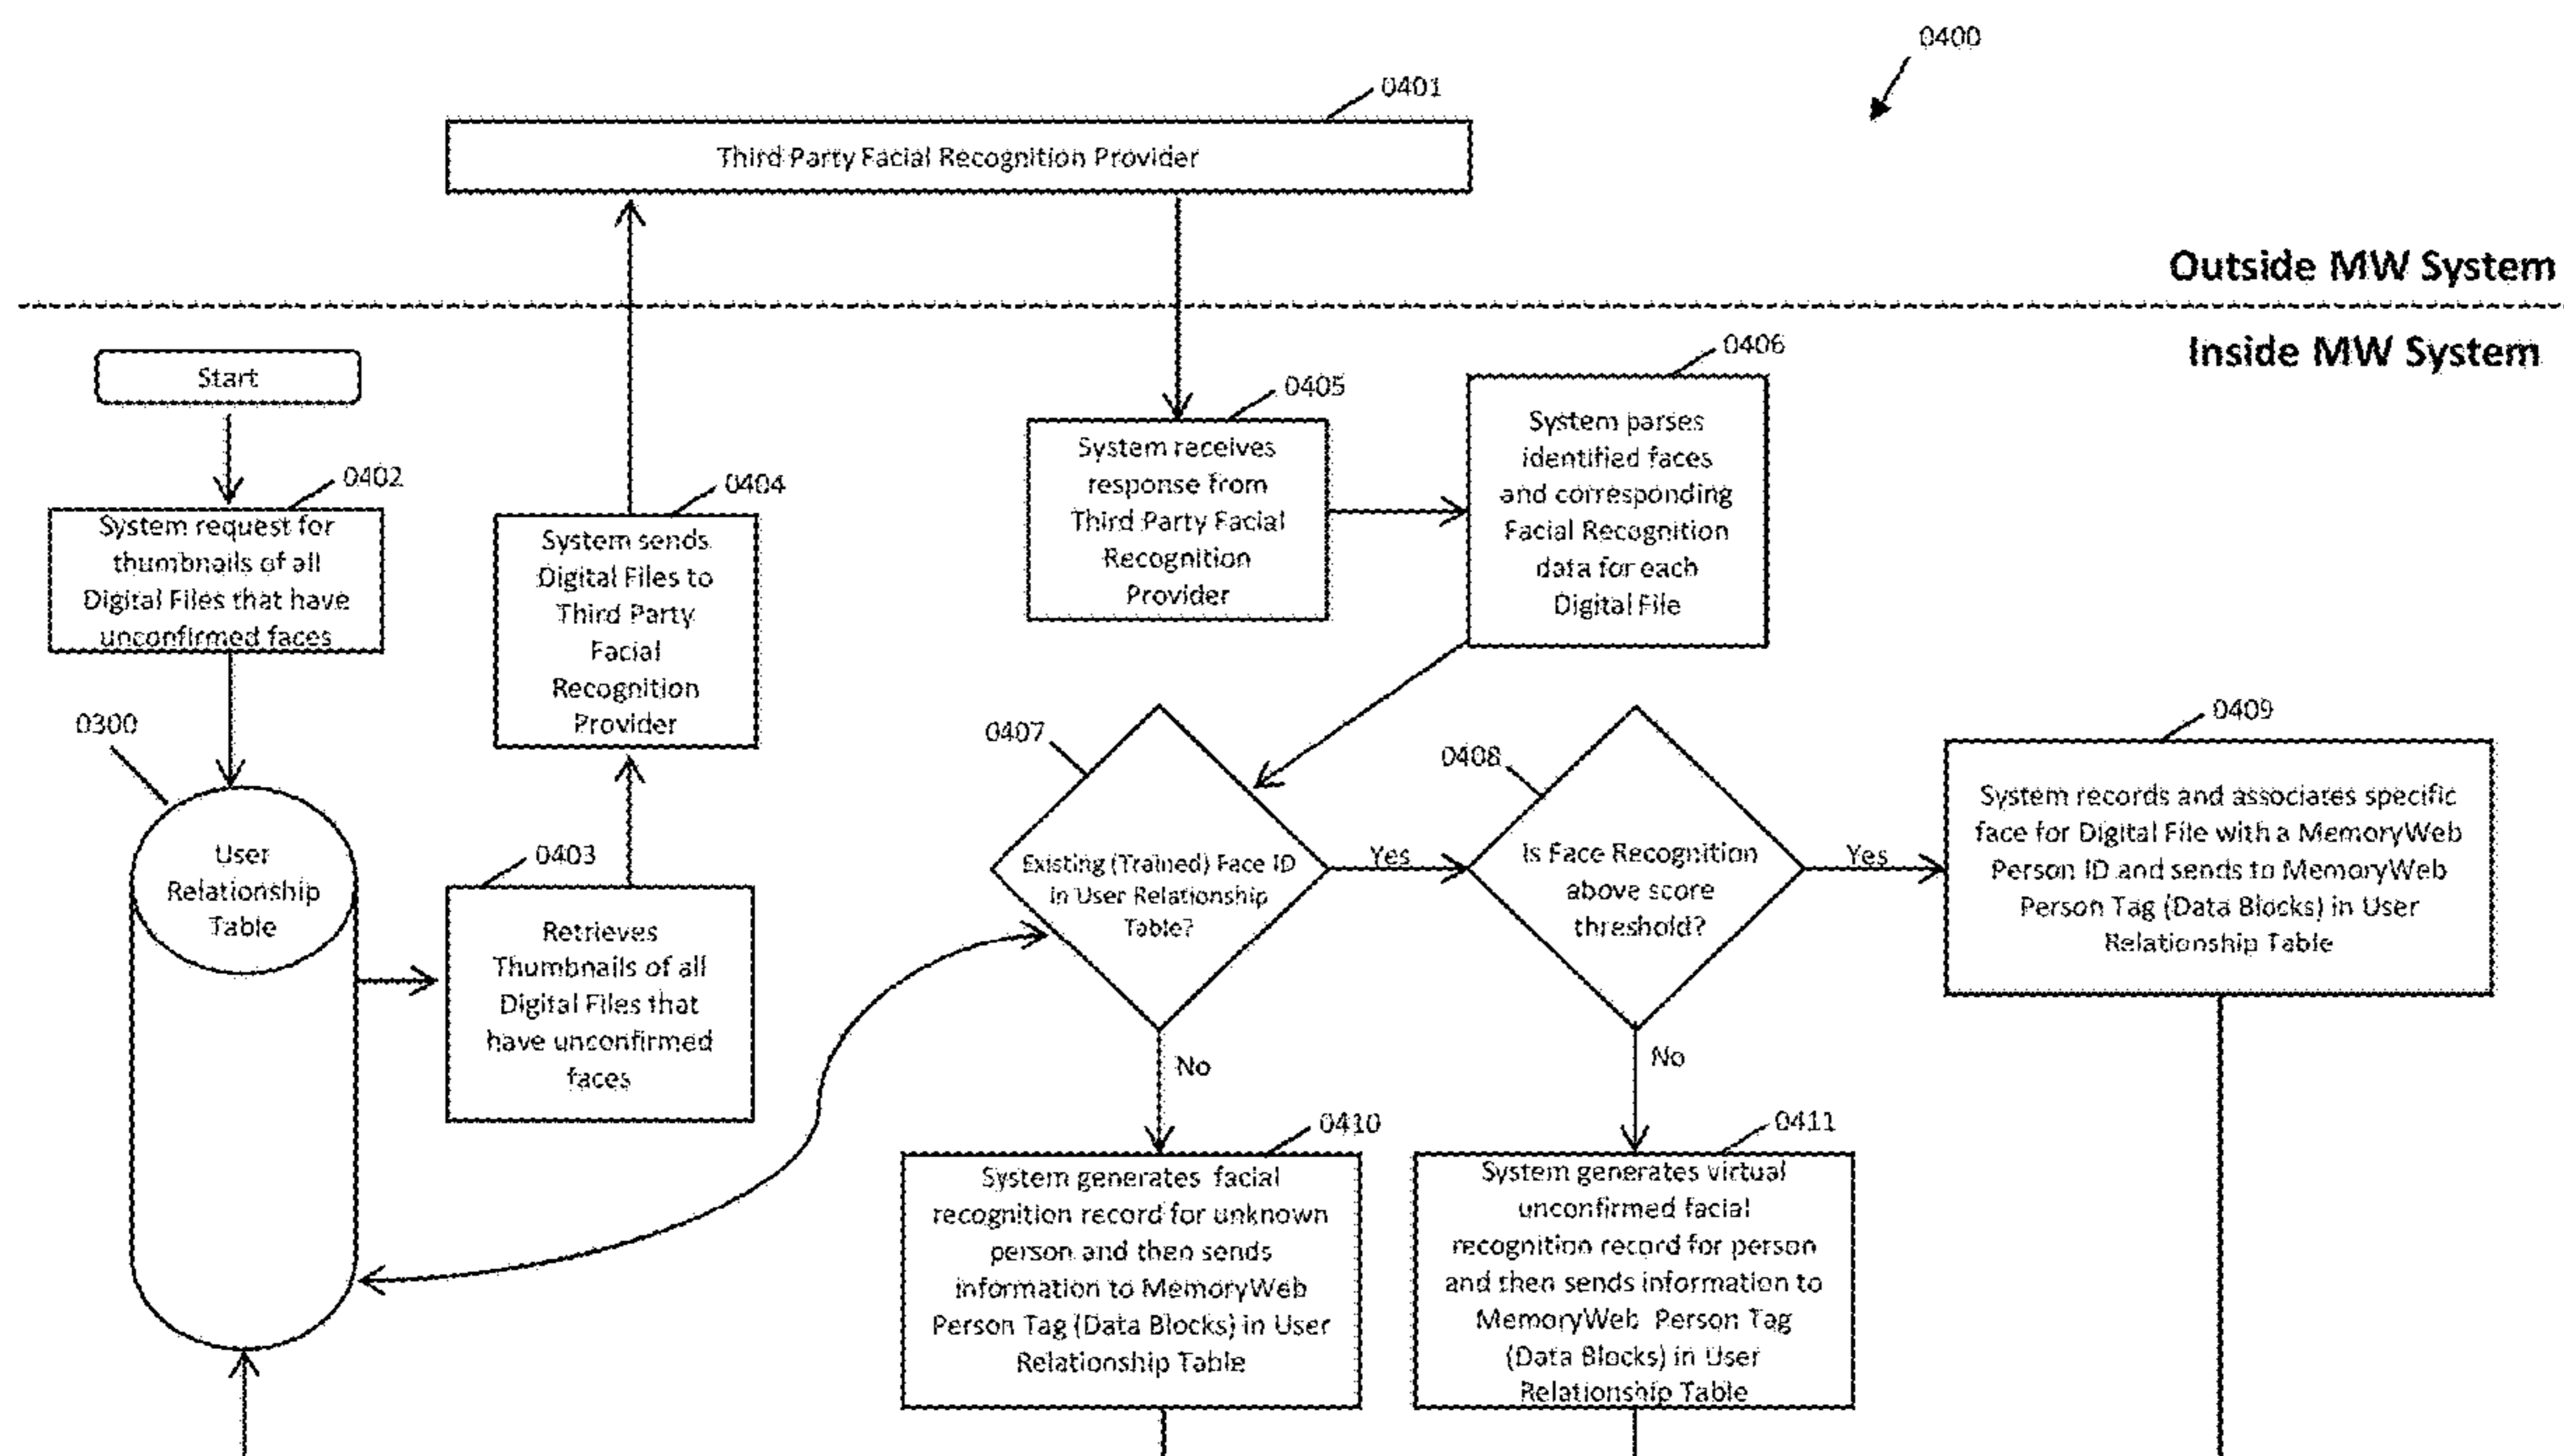 0400
0401
Third Party Facial Recognition Provider
Outside MW System
Inside MW System
Start
0402
System request for
thumbnails of all
Digital Files that have
unconfirmed faces
0300
User
Relationship
Table
0403
Retrieves
Thumbnails of all
Digital Files that
have unconfirmed
faces
0404
System sends
Digital Files to
Third Party
Facial
Recognition
Provider
0405
System receives
response from
Third Party Facial
Recognition
Provider
0406
System parses
identified faces
and corresponding
Facial Recognition
data for each
Digital File
0407
Existing (Trained) Face ID
in User Relationship
Table?
Yes
No
0408
Is Face Recognition
above score
threshold?
Yes
No
0409
System records and associates specific
face for Digital File with a MemoryWeb
Person ID and sends to MemoryWeb
Person Tag (Data Blocks) in User
Relationship Table
0410
System generates facial
recognition record for unknown
person and then sends
information to MemoryWeb
Person Tag (Data Blocks) in User
Relationship Table
0411
System generates virtual
unconfirmed facial
recognition record for person
and then sends information to
MemoryWeb Person Tag
(Data Blocks) in User
Relationship Table